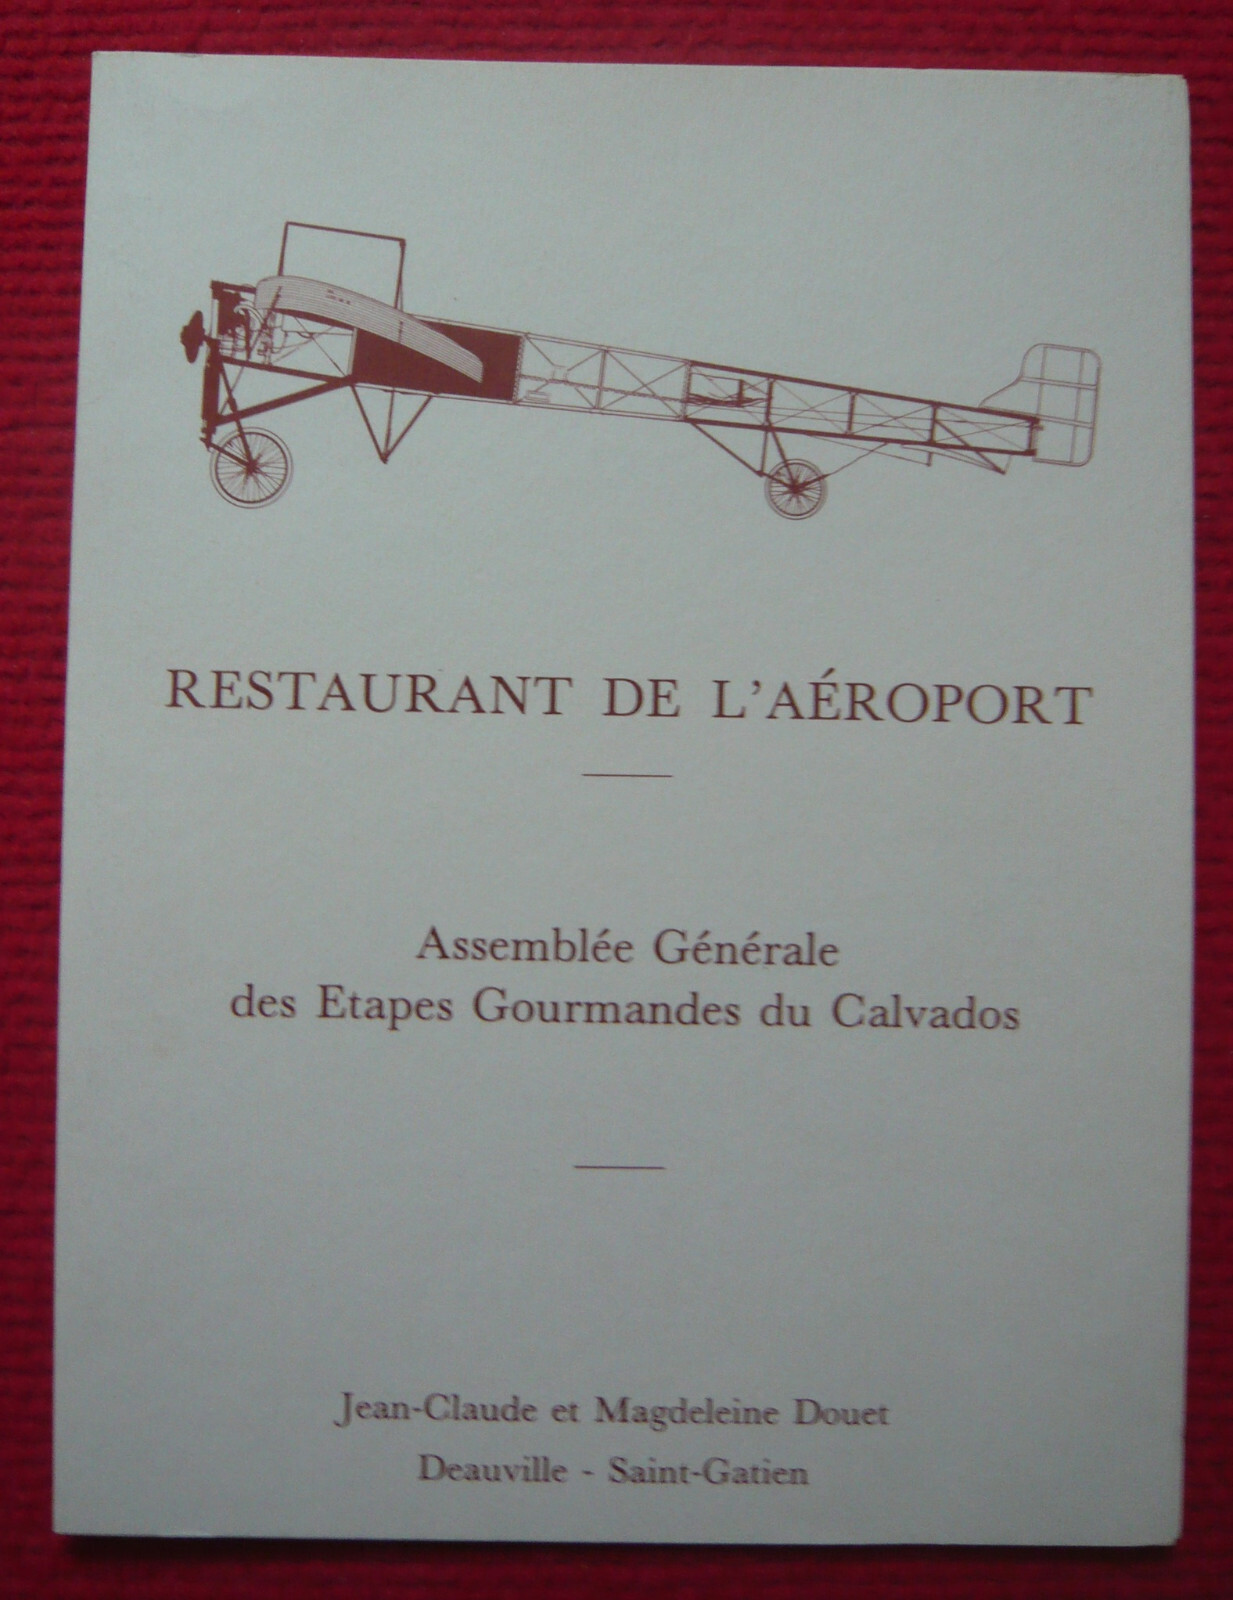 RESTAURANT DE L'AÉROPORT
Assemblée Générale
des Etapes Gourmandes du Calvados
Jean-Claude et Magdeleine Douet
Deauville - Saint-Gatien